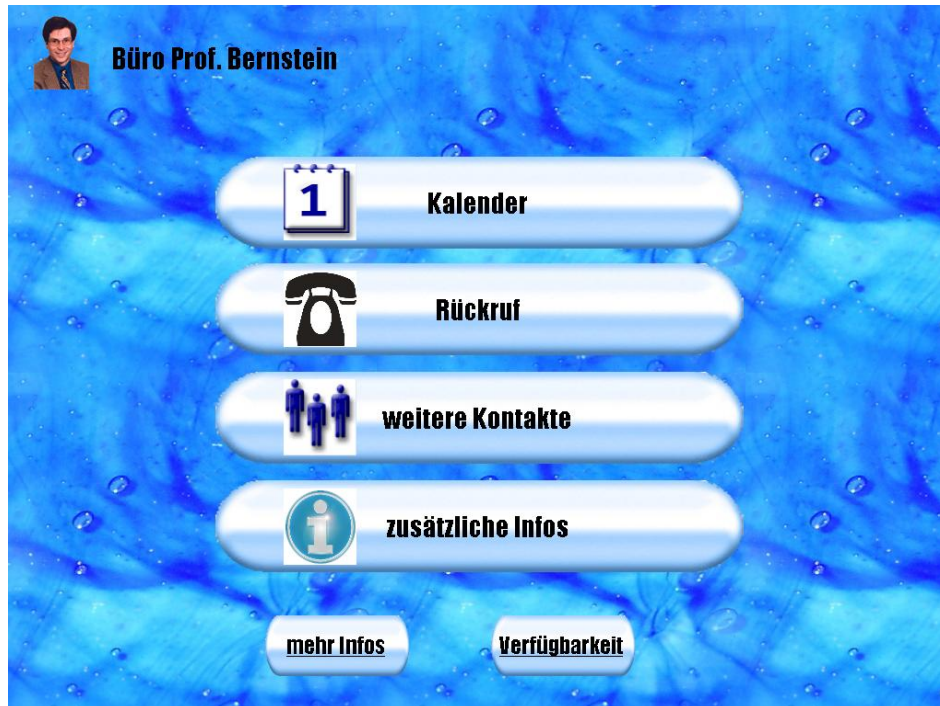 Büro Prof. Bernstein
1
Kalender
Rückruf
weitere Kontakte
i
zusätzliche Infos
mehr Infos
Verfügbarkeit